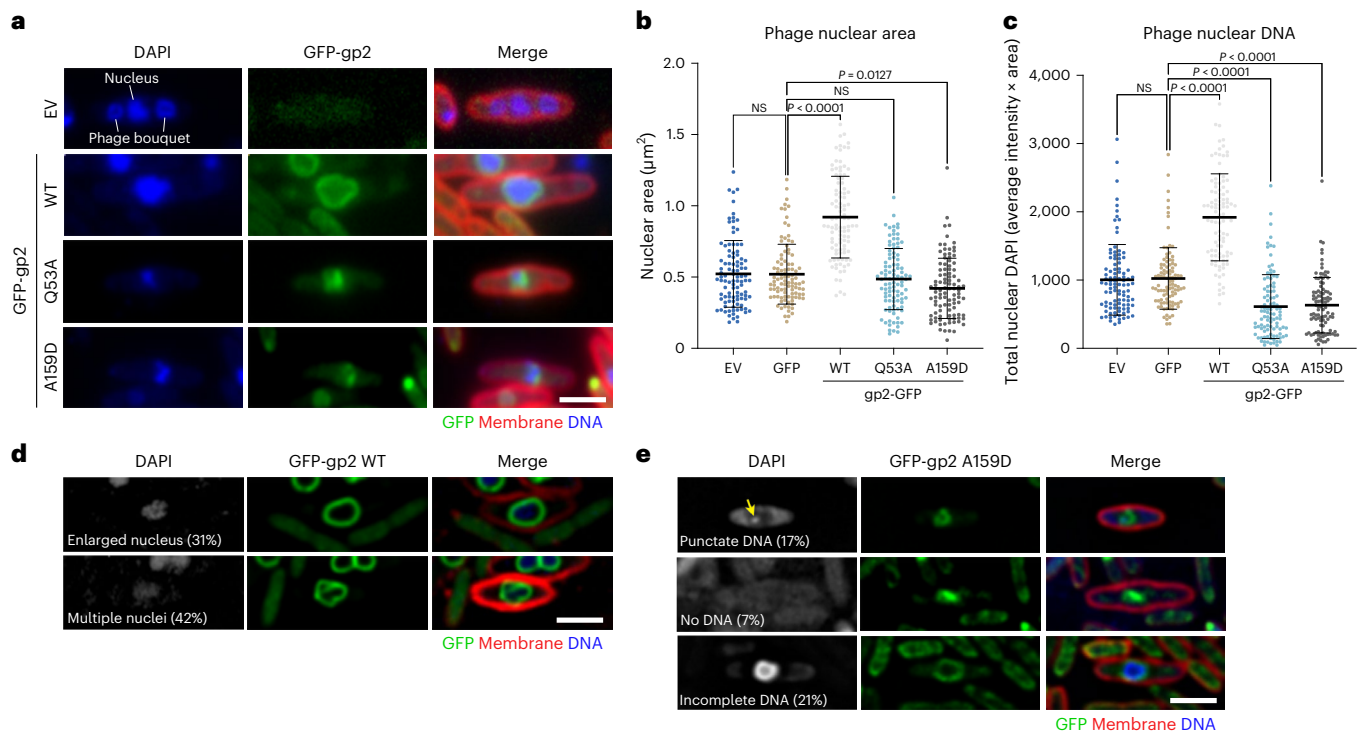 a
DAPI GFP-gp2 Merge
EV
Nucleus
Phage bouquet
GFP-gp2
WT
Q53A
A159D
GFP Membrane DNA
b
Phage nuclear area
Nuclear area (µm²)
2.0
1.5
1.0
0.5
0
NS
P < 0.0001
NS
P = 0.0127
EV GFP WT Q53A A159D
gp2-GFP
c
Phage nuclear DNA
Total nuclear DAPI (average intensity × area)
4,000
3,000
2,000
1,000
0
NS
P < 0.0001
P < 0.0001
P < 0.0001
EV GFP WT Q53A A159D
gp2-GFP
d
DAPI GFP-gp2 WT Merge
Enlarged nucleus (31%)
Multiple nuclei (42%)
GFP Membrane DNA
e
DAPI GFP-gp2 A159D Merge
Punctate DNA (17%)
No DNA (7%)
Incomplete DNA (21%)
GFP Membrane DNA